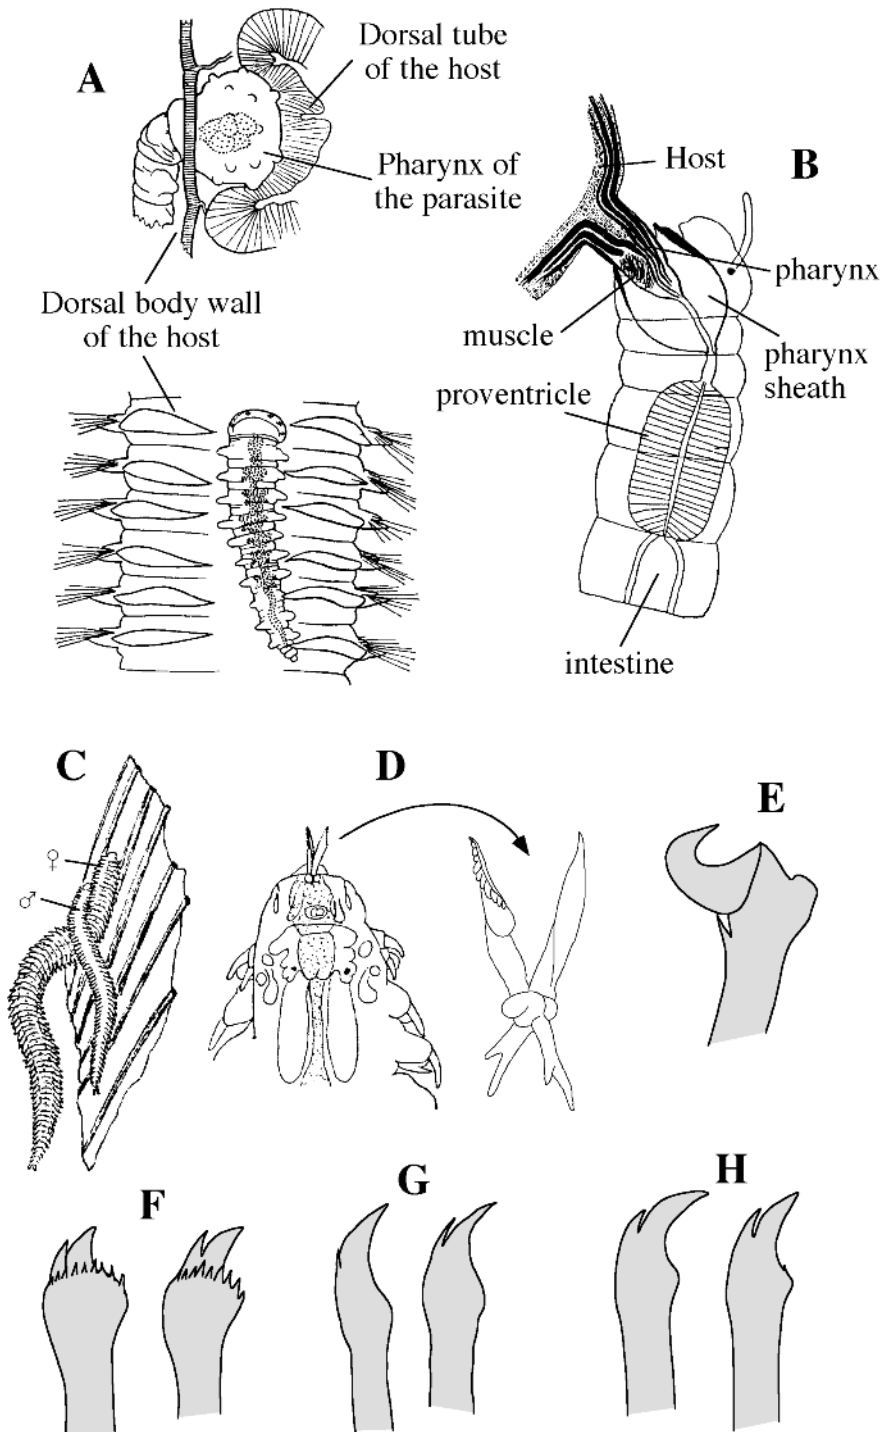 A
Dorsal tube
of the host
Pharynx of
the parasite
Dorsal body wall
of the host
B
Host
pharynx
muscle
pharynx
sheath
proventricle
intestine
C
♀
♂
D
E
F
G
H